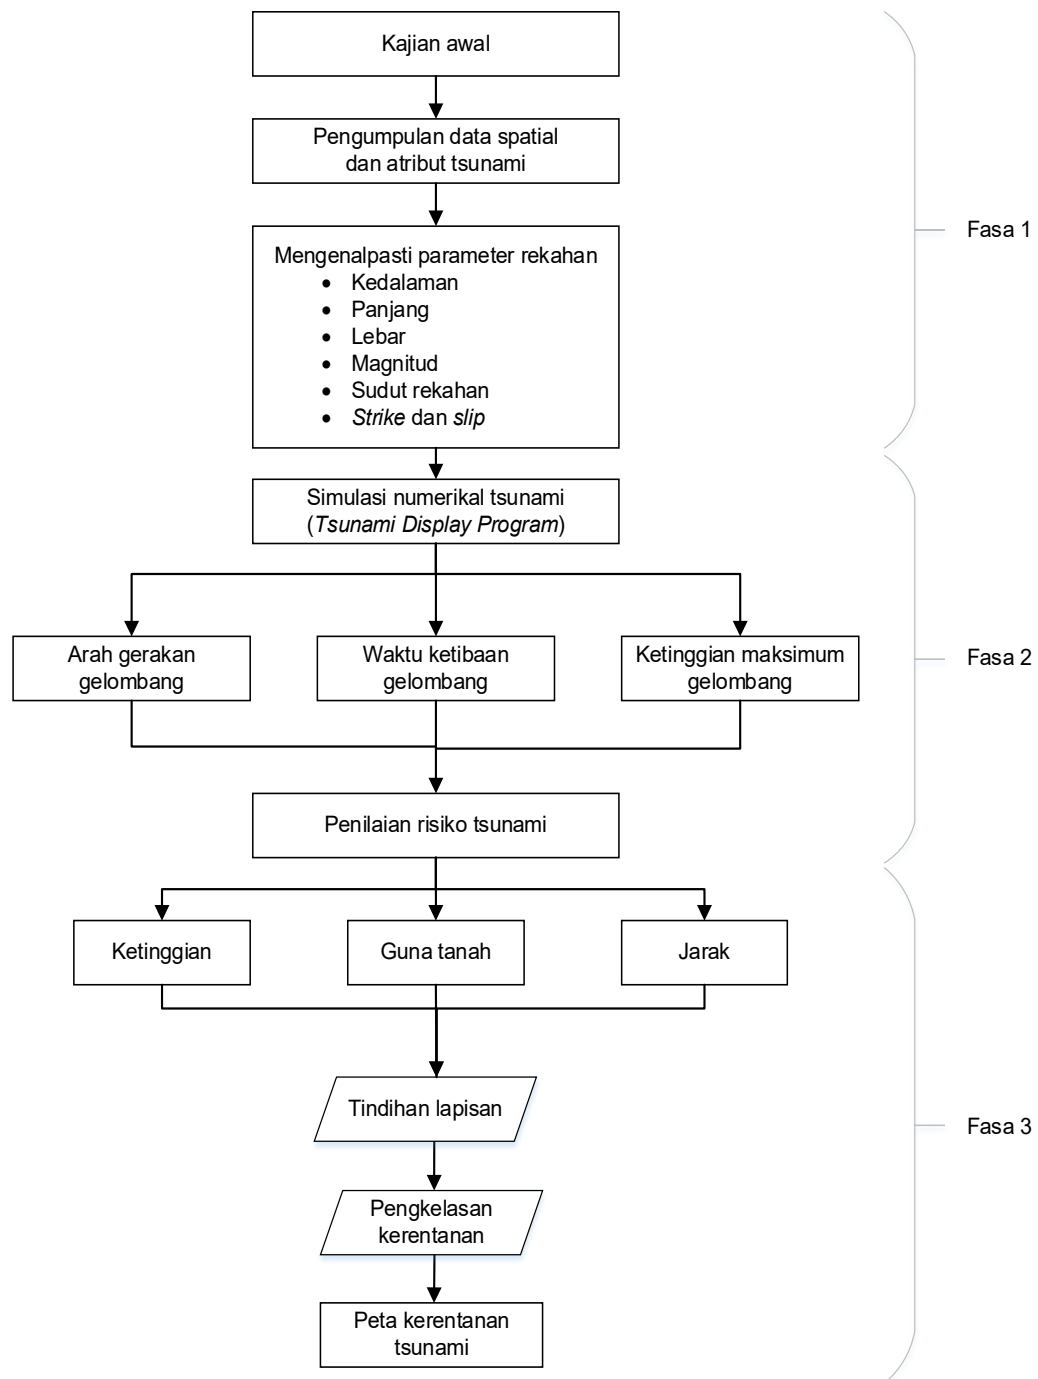 Kajian awal
Pengumpulan data spatial
dan atribut tsunami
Mengenalpasti parameter rekahan
• Kedalaman
• Panjang
• Lebar
• Magnitud
• Sudut rekahan
• Strike dan slip
Fasa 1
Simulasi numerikal tsunami
(Tsunami Display Program)
Arah gerakan
gelombang
Waktu ketibaan
gelombang
Ketinggian maksimum
gelombang
Fasa 2
Penilaian risiko tsunami
Ketinggian
Guna tanah
Jarak
Tindihan lapisan
Fasa 3
Pengkelasan
kerentanan
Peta kerentanan
tsunami